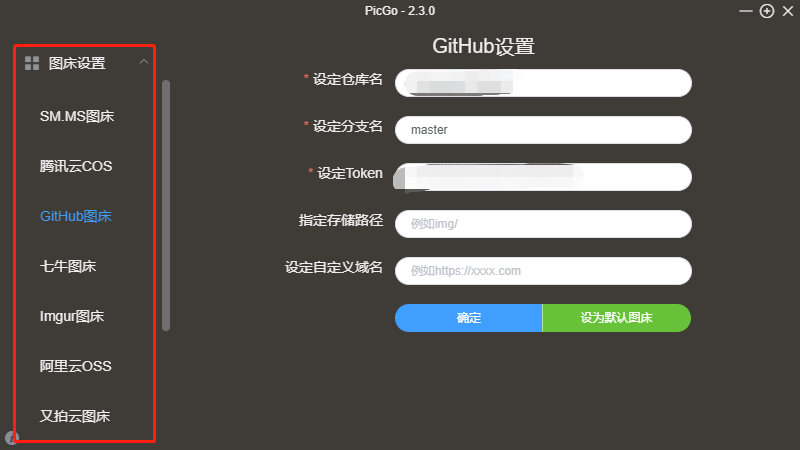 PicGo - 2.3.0
图床设置
SM.MS图床
腾讯云COS
GitHub图床
七牛图床
Imgur图床
阿里云OSS
又拍云图床
GitHub设置
* 设定仓库名
* 设定分支名
master
* 设定Token
指定存储路径
例如img/
设定自定义域名
例如https://xxxx.com
确定
设为默认图床